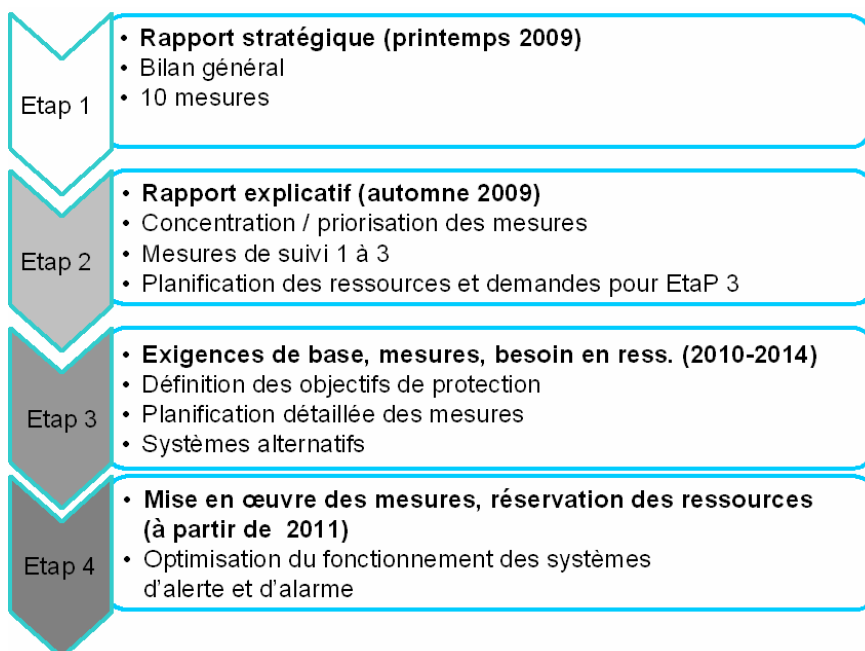 Etap 1
• Rapport stratégique (printemps 2009)
• Bilan général
• 10 mesures
Etap 2
• Rapport explicatif (automne 2009)
• Concentration / priorisation des mesures
• Mesures de suivi 1 à 3
• Planification des ressources et demandes pour EtaP 3
Etap 3
• Exigences de base, mesures, besoin en ress. (2010-2014)
• Définition des objectifs de protection
• Planification détaillée des mesures
• Systèmes alternatifs
Etap 4
• Mise en œuvre des mesures, réservation des ressources
(à partir de 2011)
• Optimisation du fonctionnement des systèmes
d'alerte et d'alarme